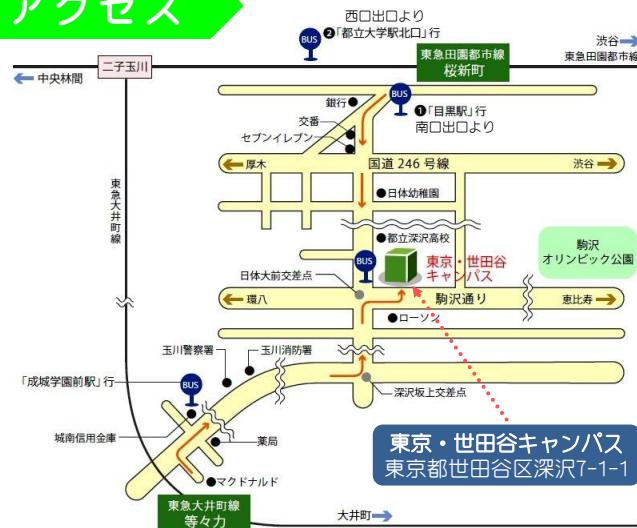 アクセス
西口出口より
BUS
❷「都立大学駅北口」行
東急田園都市線
桜新町
渋谷
東急田園都市線
二子玉川
中央林間
銀行
BUS
❶「目黒駅」行
南口出口より
交番
セブンイレブン
厚木
国道246号線
渋谷
東急大井町線
日体幼稚園
都立深沢高校
BUS
東京・世田谷
キャンパス
駒沢
オリンピック公園
日体大前交差点
環八
駒沢通り
恵比寿
ローソン
玉川警察署
玉川消防署
「成城学園前駅」行
BUS
深沢坂上交差点
城南信用金庫
薬局
マクドナルド
東京・世田谷キャンパス
東京都世田谷区深沢7-1-1
東急大井町線
等々力
大井町